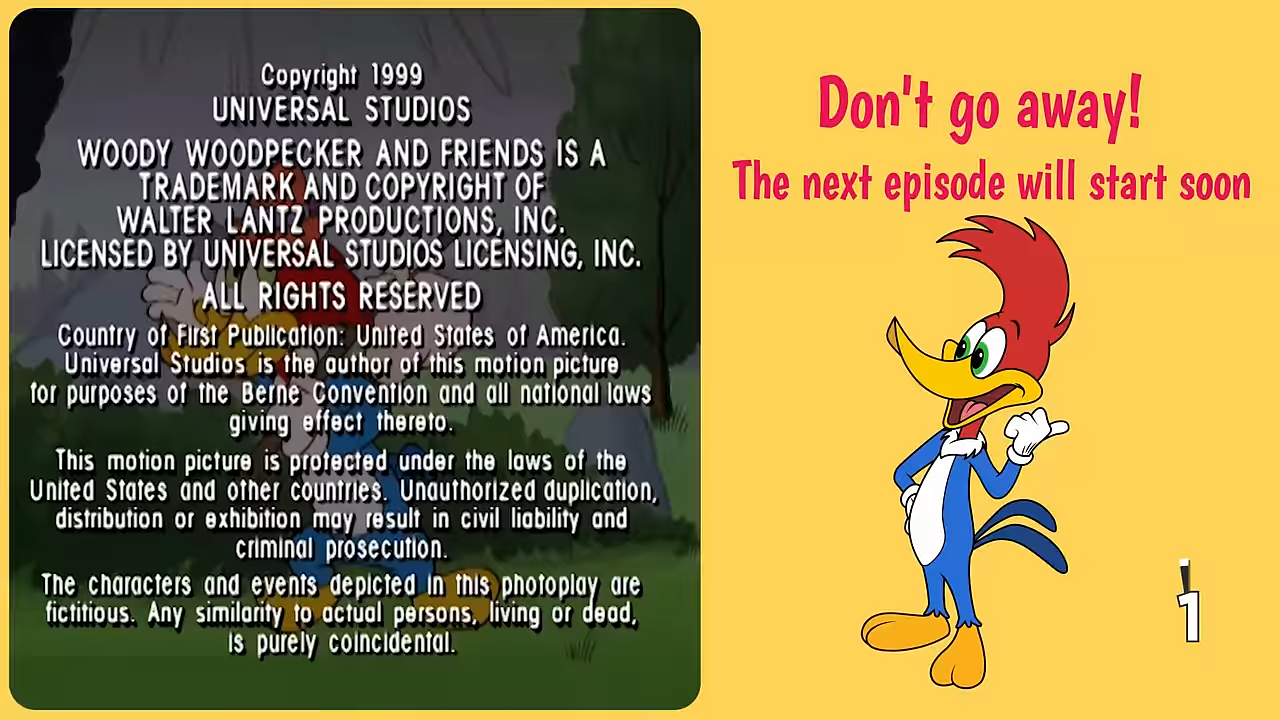 Copyright 1999
UNIVERSAL STUDIOS
WOODY WOODPECKER AND FRIENDS IS A
TRADEMARK AND COPYRIGHT OF
WALTER LANTZ PRODUCTIONS, INC.
LICENSED BY UNIVERSAL STUDIOS LICENSING, INC.
ALL RIGHTS RESERVED
Country of First Publication: United States of America.
Universal Studios is the author of this motion picture
for purposes of the Berne Convention and all national laws
giving effect thereto.
This motion picture is protected under the laws of the
United States and other countries. Unauthorized duplication,
distribution or exhibition may result in civil liability and
criminal prosecution.
The characters and events depicted in this photoplay are
fictitious. Any similarity to actual persons, living or dead,
is purely coincidental.
Don't go away!
The next episode will start soon
1